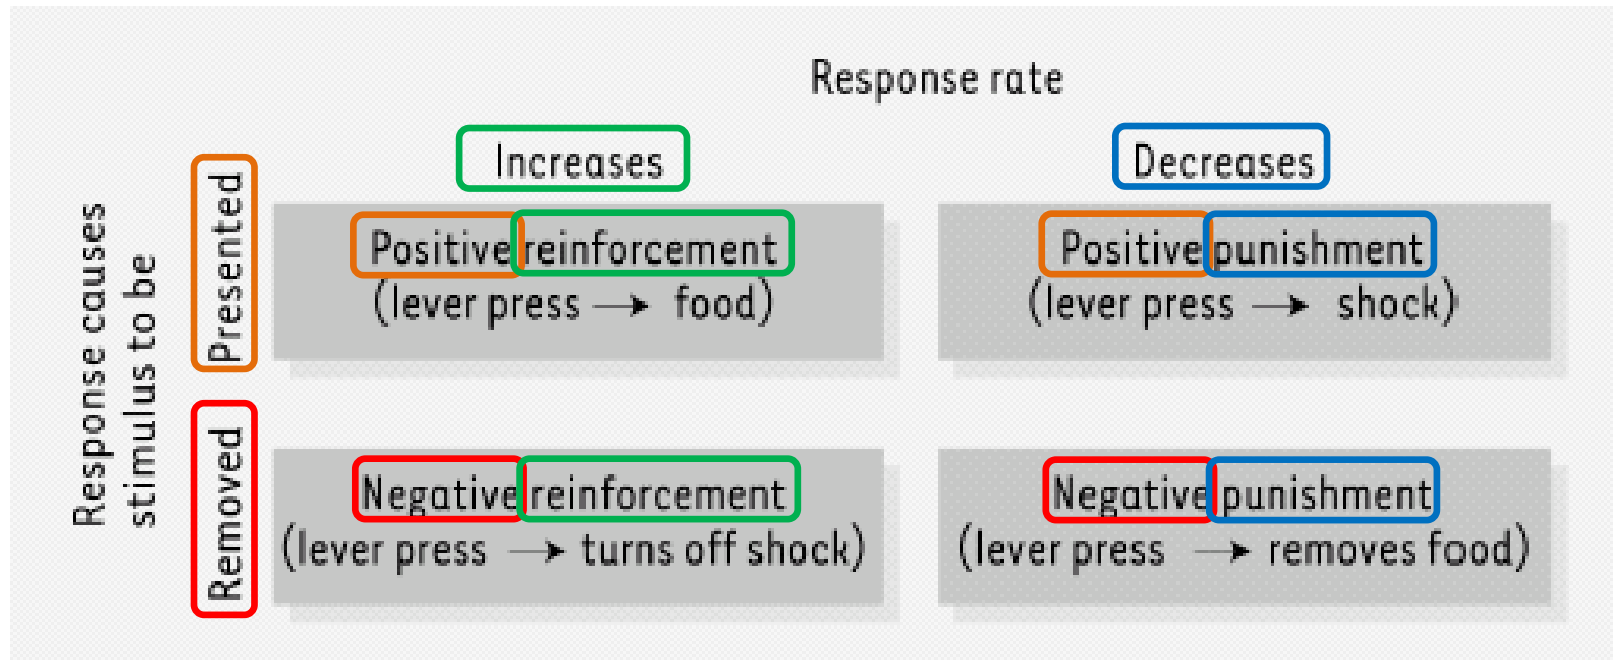 Response rate
Increases
Decreases
Response causes
stimulus to be
Presented
Positive reinforcement
(lever press → food)
Positive punishment
(lever press → shock)
Removed
Negative reinforcement
(lever press → turns off shock)
Negative punishment
(lever press → removes food)